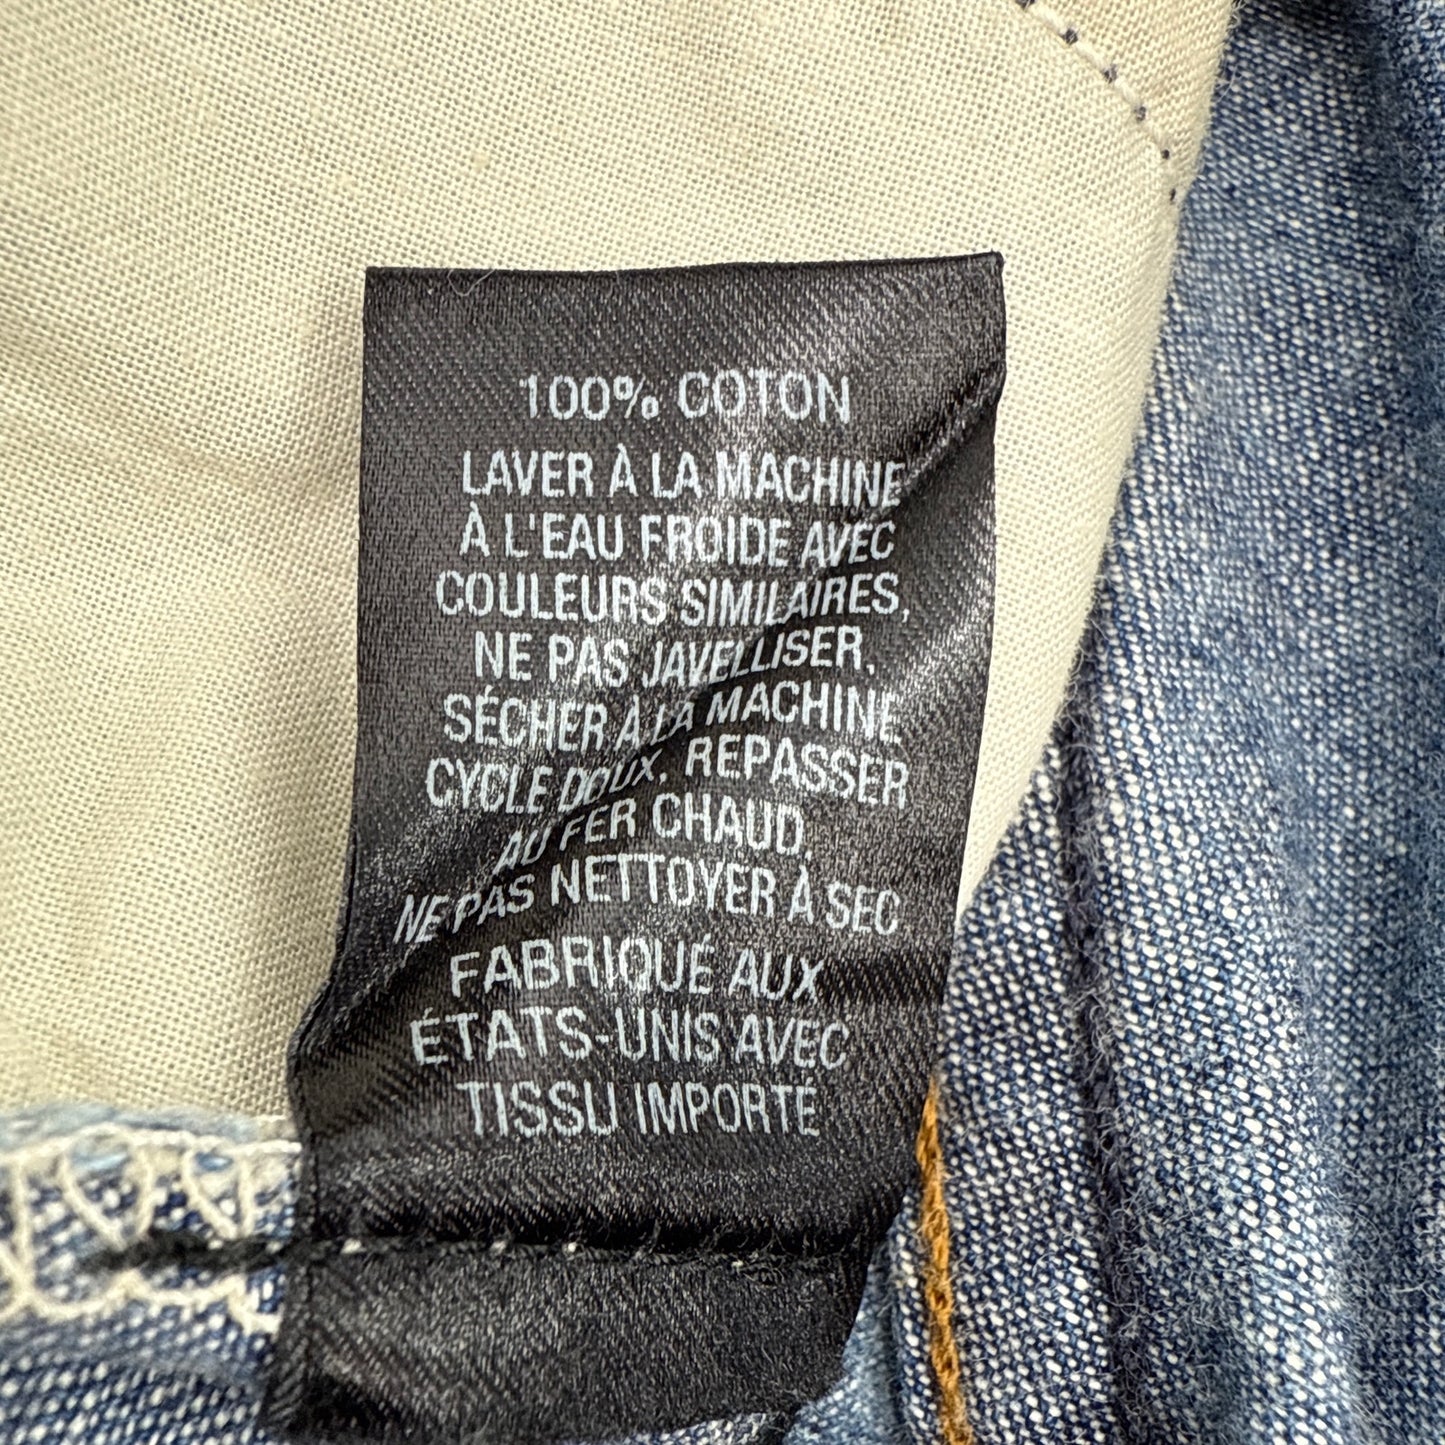 100% COTON
LAVER À LA MACHINE
À L'EAU FROIDE AVEC
COULEURS SIMILAIRES,
NE PAS JAVELLISER,
SÉCHER À LA MACHINE
CYCLE DOUX, REPASSER
AU FER CHAUD,
NE PAS NETTOYER À SEC
FABRIQUÉ AUX
ÉTATS-UNIS AVEC
TISSU IMPORTÉ